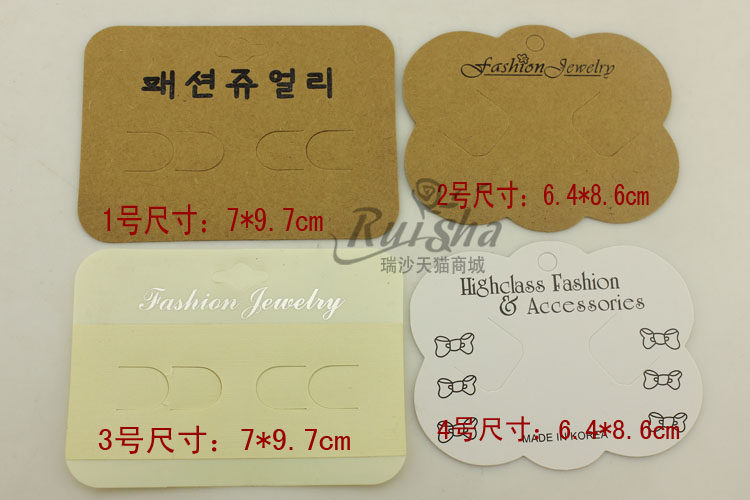 패션쥬얼리
1号尺寸：7*9.7cm
Fashion Jewelry
2号尺寸：6.4*8.6cm
Ruisha
瑞沙天猫商城
Fashion Jewelry
3号尺寸：7*9.7cm
Highclass Fashion
& Accessories
4号尺寸：6.4*8.6cm
MADE IN KOREA